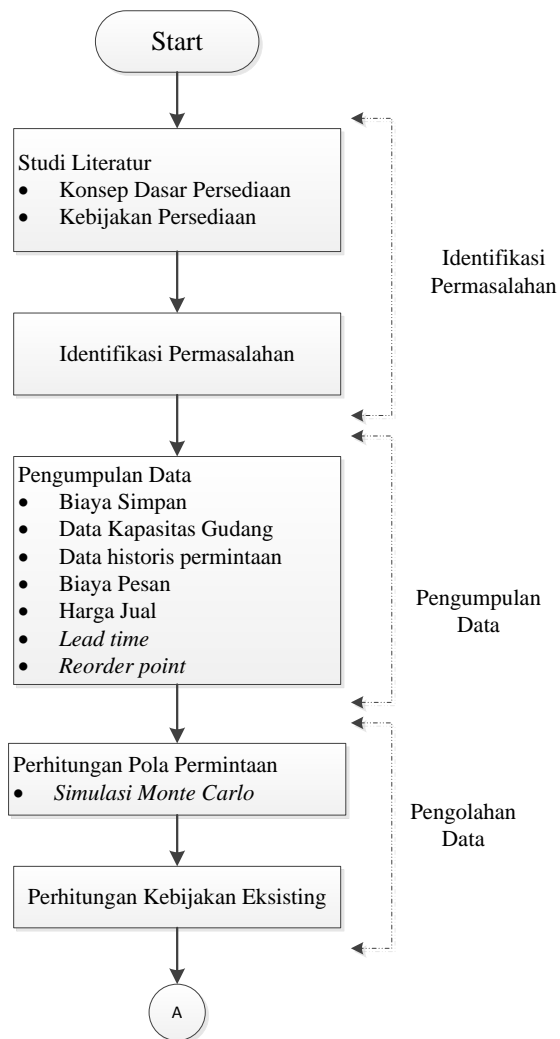 Start
Studi Literatur
• Konsep Dasar Persediaan
• Kebijakan Persediaan
Identifikasi
Permasalahan
Identifikasi Permasalahan
Pengumpulan Data
• Biaya Simpan
• Data Kapasitas Gudang
• Data historis permintaan
• Biaya Pesan
• Harga Jual
• Lead time
• Reorder point
Pengumpulan
Data
Perhitungan Pola Permintaan
• Simulasi Monte Carlo
Pengolahan
Data
Perhitungan Kebijakan Eksisting
A